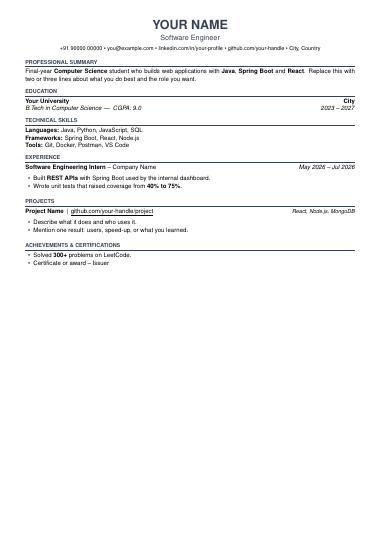 YOUR NAME
Software Engineer
+91 90000 00000 • you@example.com • linkedin.com/in/your-profile • github.com/your-handle • City, Country
PROFESSIONAL SUMMARY
Final-year Computer Science student who builds web applications with Java, Spring Boot and React. Replace this with
two or three lines about what you do best and the role you want.
EDUCATION
Your University City
B.Tech in Computer Science — CGPA: 9.0 2023 – 2027
TECHNICAL SKILLS
Languages: Java, Python, JavaScript, SQL
Frameworks: Spring Boot, React, Node.js
Tools: Git, Docker, Postman, VS Code
EXPERIENCE
Software Engineering Intern – Company Name May 2026 – Jul 2026
• Built REST APIs with Spring Boot used by the internal dashboard.
• Wrote unit tests that raised coverage from 40% to 75%.
PROJECTS
Project Name | github.com/your-handle/project React, Node.js, MongoDB
• Describe what it does and who uses it.
• Mention one result: users, speed-up, or what you learned.
ACHIEVEMENTS & CERTIFICATIONS
• Solved 300+ problems on LeetCode.
• Certificate or award – Issuer